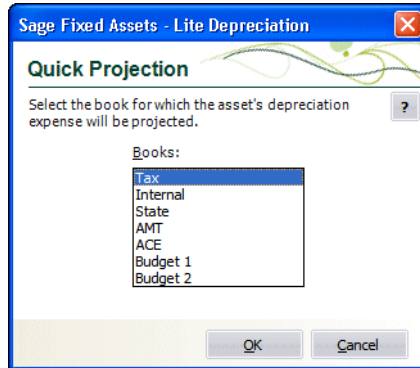 Sage Fixed Assets - Lite Depreciation
Quick Projection
Select the book for which the asset's depreciation
expense will be projected.
?
Books:
Tax
Internal
State
AMT
ACE
Budget 1
Budget 2
OK
Cancel